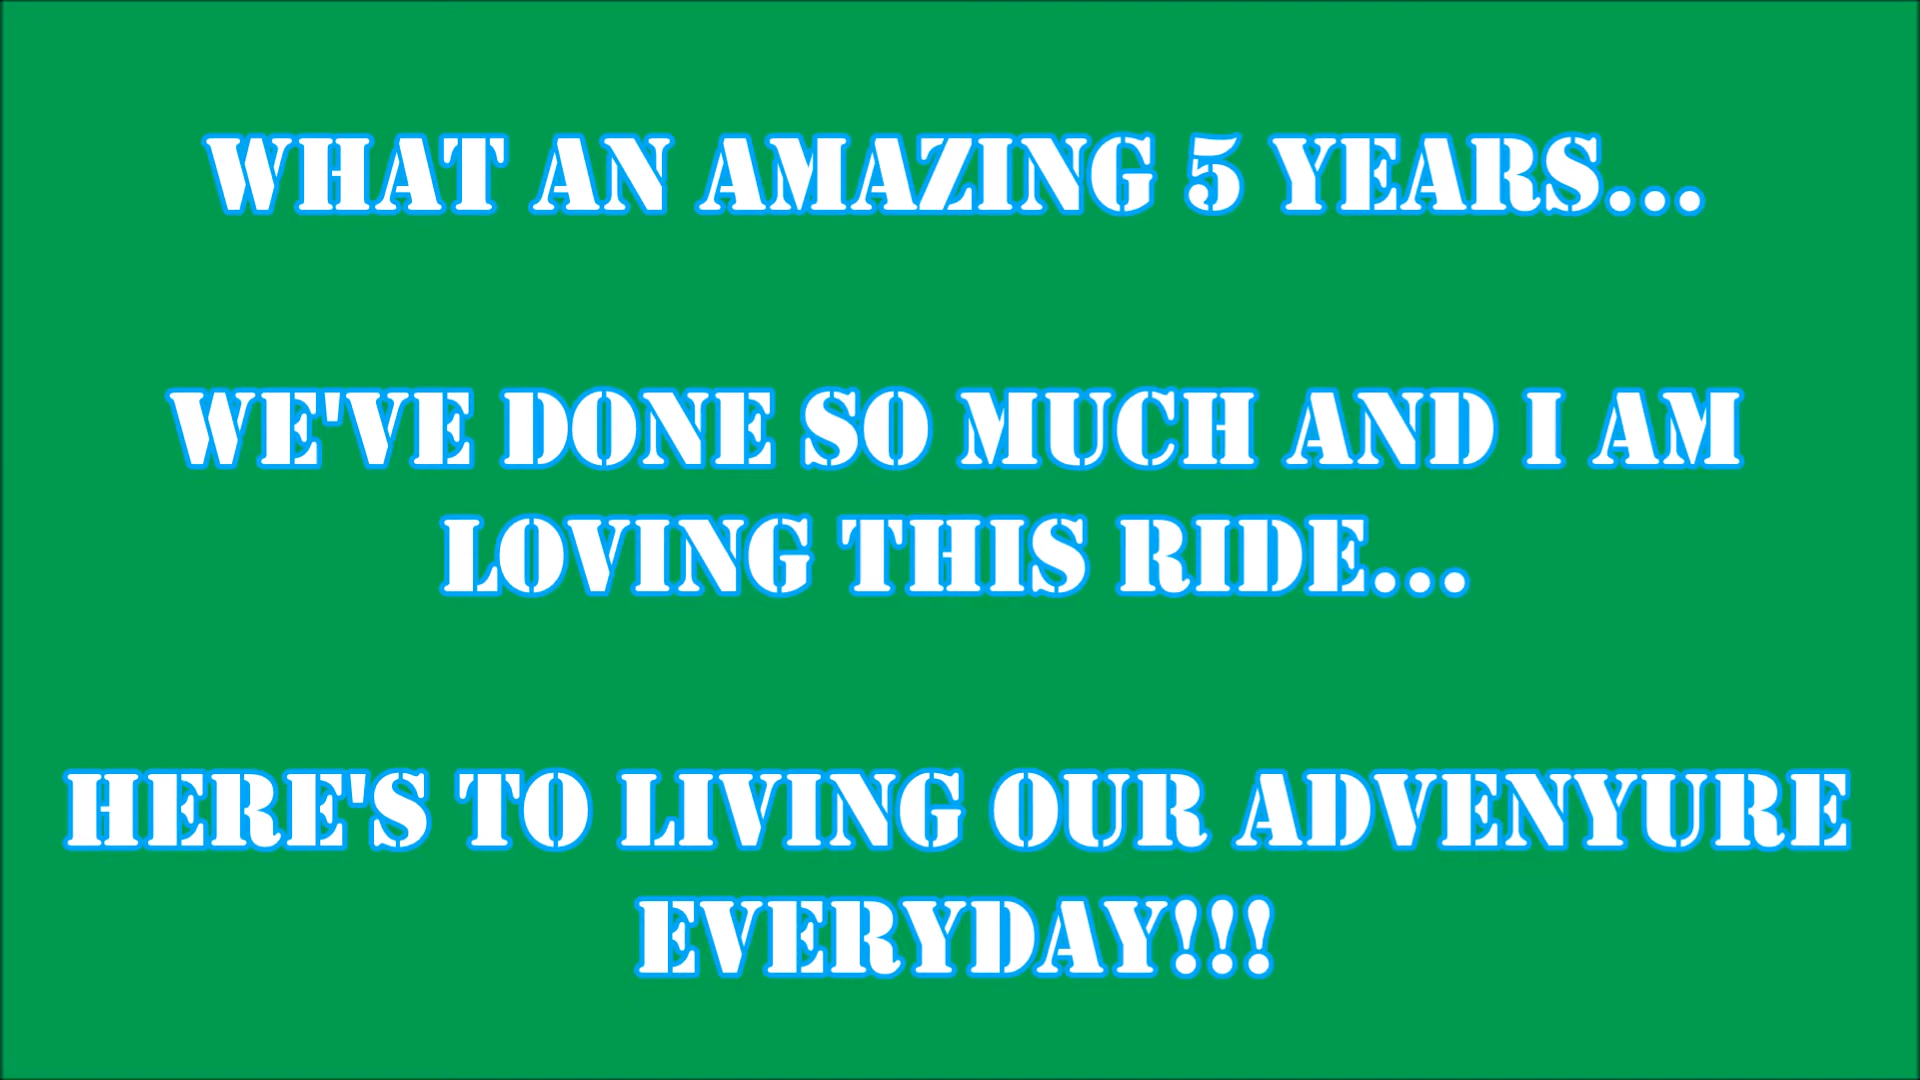 WHAT AN AMAZING 5 YEARS...
WE'VE DONE SO MUCH AND I AM
LOVING THIS RIDE...
HERE'S TO LIVING OUR ADVENYURE
EVERYDAY!!!